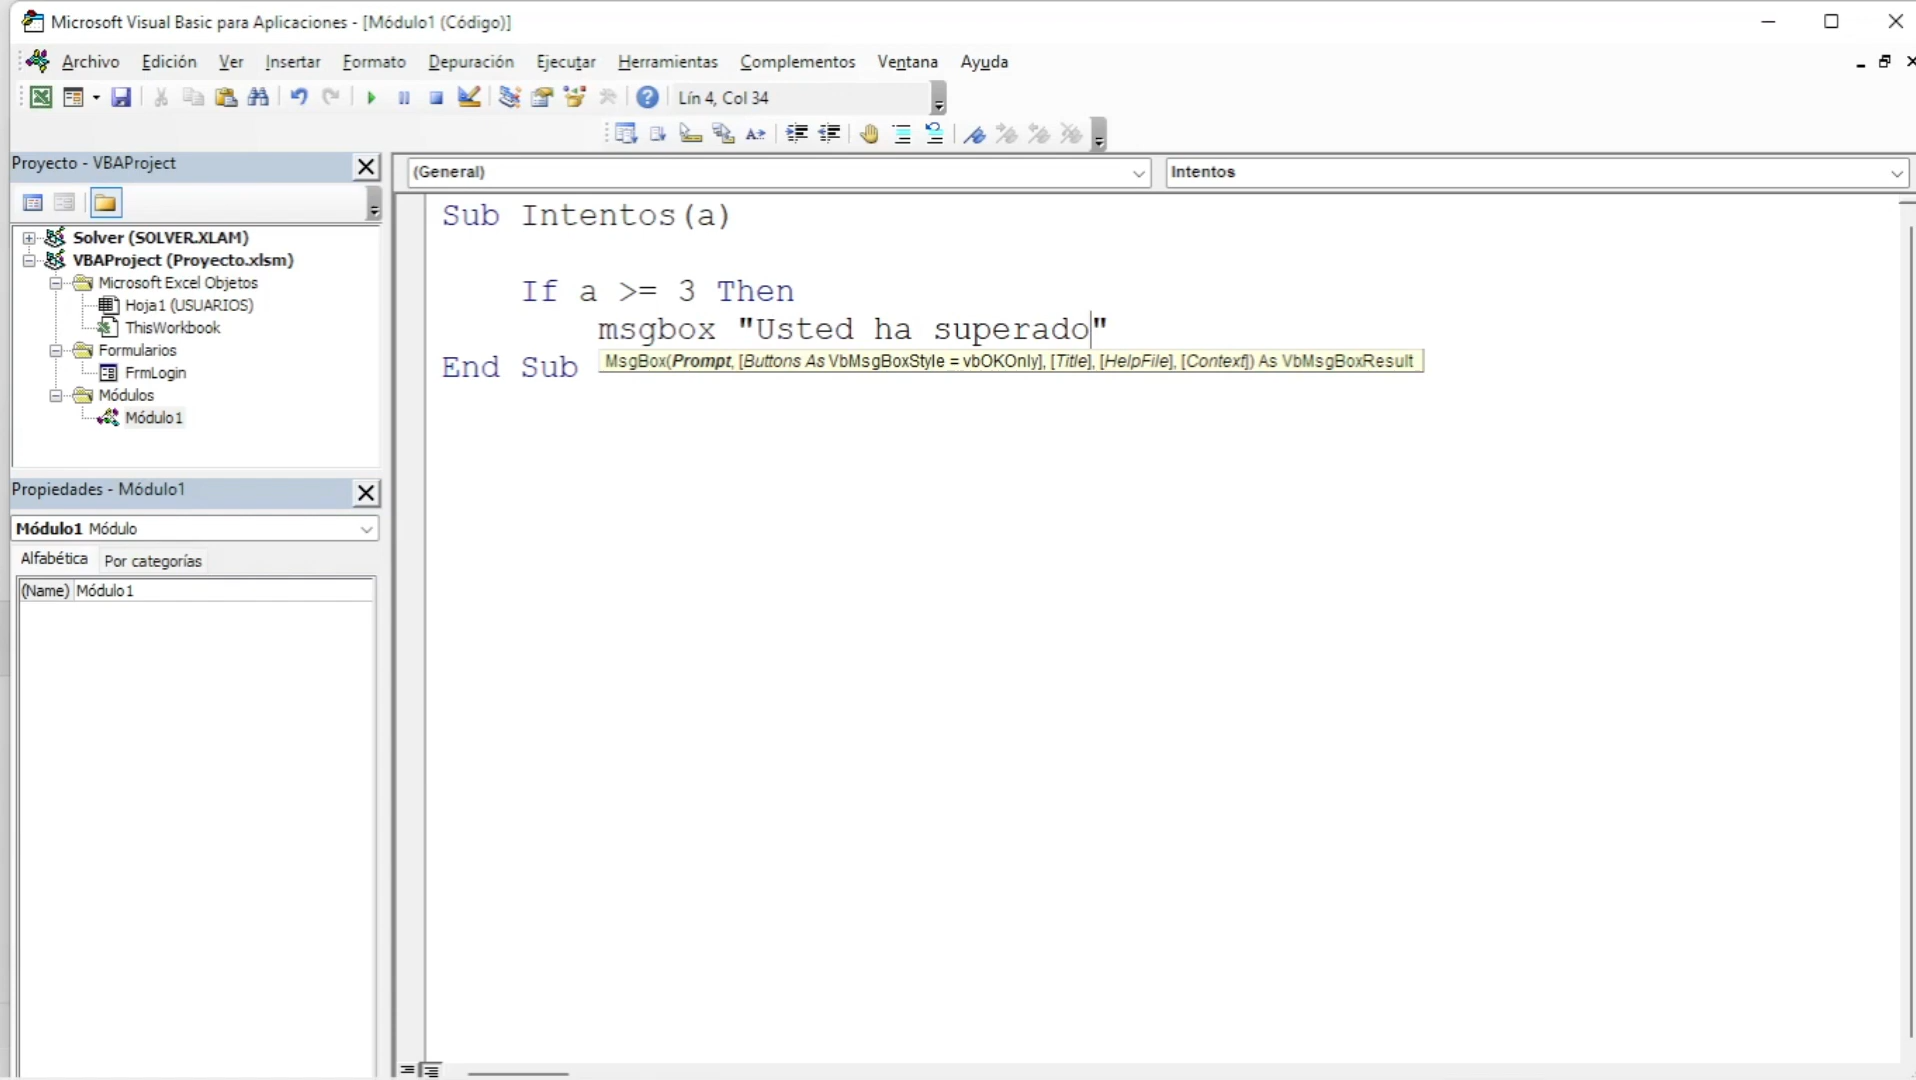 Microsoft Visual Basic para Aplicaciones - [Módulo1 (Código)]
Archivo Edición Ver Insertar Formato Depuración Ejecutar Herramientas Complementos Ventana Ayuda
Lín 4, Col 34
Proyecto - VBAProject
(General) Intentos
Solver (SOLVER.XLAM)
VBAProject (Proyecto.xlsm)
Microsoft Excel Objetos
Hoja1 (USUARIOS)
ThisWorkbook
Formularios
FrmLogin
Módulos
Módulo1
Sub Intentos(a)
If a >= 3 Then
msgbox "Usted ha superado"
End Sub
MsgBox(Prompt, [Buttons As VbMsgBoxStyle = vbOKOnly], [Title], [HelpFile], [Context]) As VbMsgBoxResult
Propiedades - Módulo1
Módulo1 Módulo
Alfabética Por categorías
(Name) Módulo1